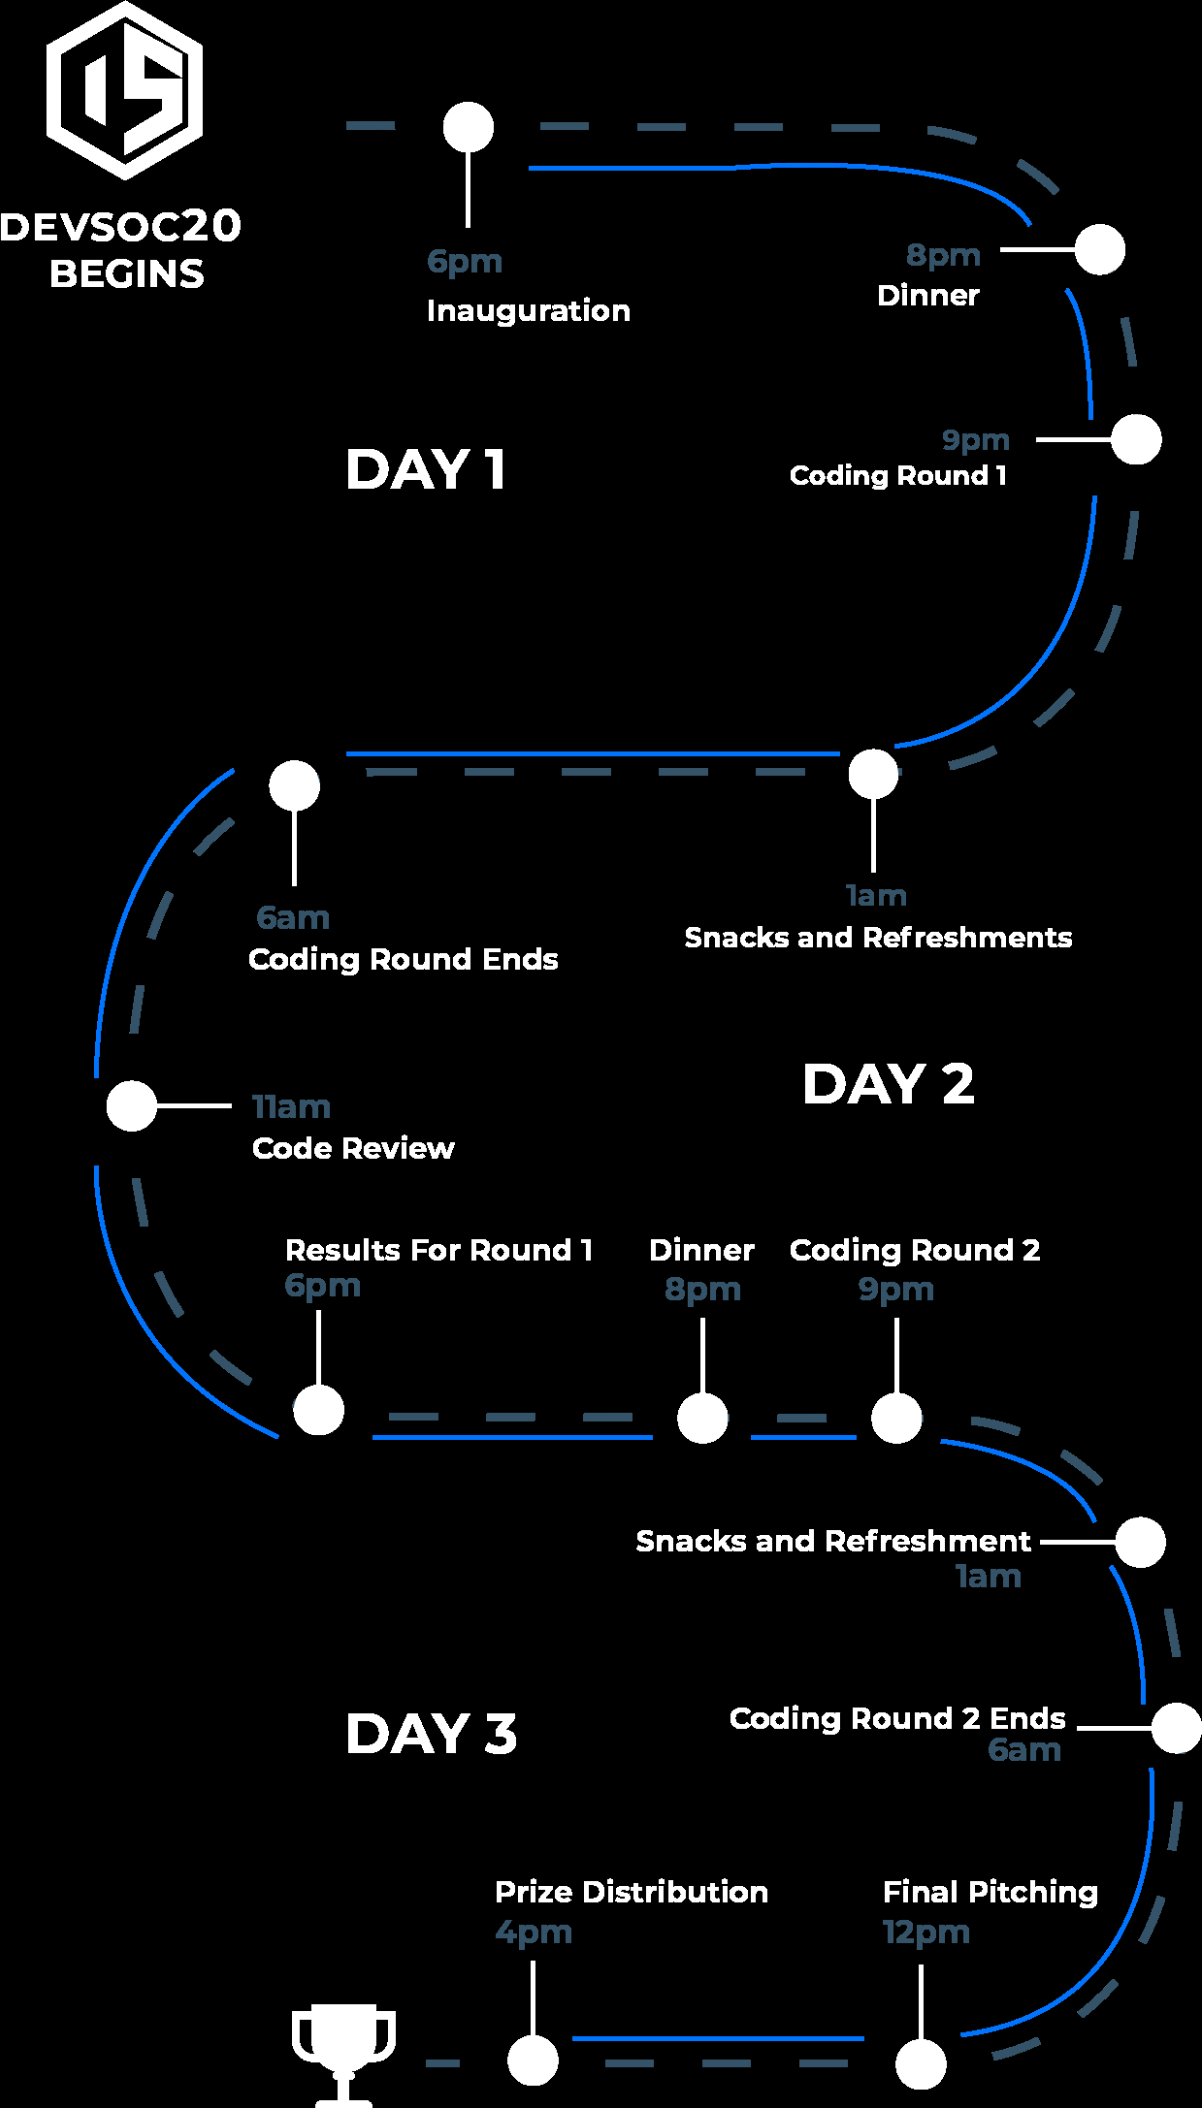 DEVSOC20
BEGINS
6pm
Inauguration
8pm
Dinner
DAY 1
9pm
Coding Round 1
6am
Coding Round Ends
1am
Snacks and Refreshments
DAY 2
11am
Code Review
Results For Round 1
6pm
Dinner
8pm
Coding Round 2
9pm
Snacks and Refreshment
1am
DAY 3
Coding Round 2 Ends
6am
Prize Distribution
4pm
Final Pitching
12pm